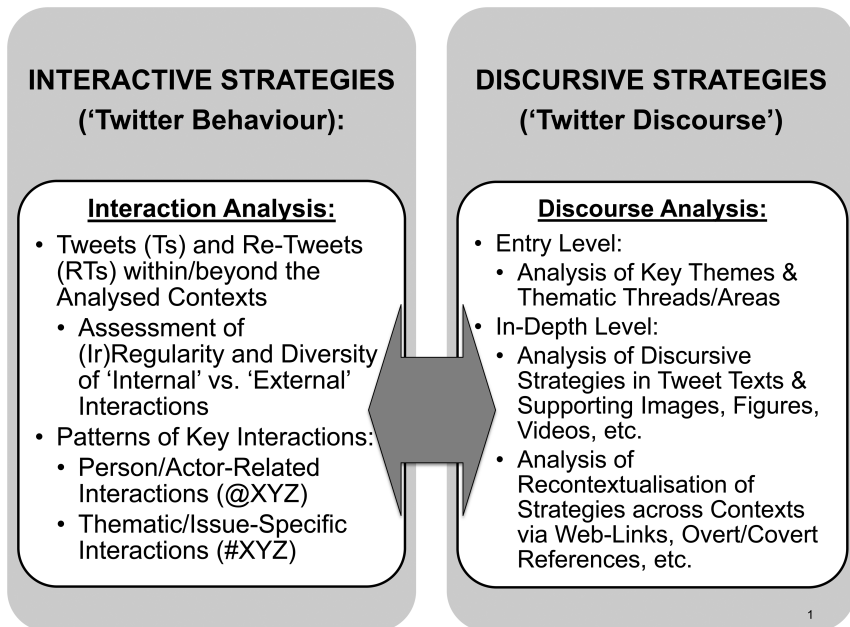 INTERACTIVE STRATEGIES
(‘Twitter Behaviour):
Interaction Analysis:
• Tweets (Ts) and Re-Tweets
(RTs) within/beyond the
Analysed Contexts
• Assessment of
(Ir)Regularity and Diversity
of ‘Internal’ vs. ‘External’
Interactions
• Patterns of Key Interactions:
• Person/Actor-Related
Interactions (@XYZ)
• Thematic/Issue-Specific
Interactions (#XYZ)
DISCURSIVE STRATEGIES
(‘Twitter Discourse’)
Discourse Analysis:
• Entry Level:
• Analysis of Key Themes &
Thematic Threads/Areas
• In-Depth Level:
• Analysis of Discursive
Strategies in Tweet Texts &
Supporting Images, Figures,
Videos, etc.
• Analysis of
Recontextualisation of
Strategies across Contexts
via Web-Links, Overt/Covert
References, etc.
1